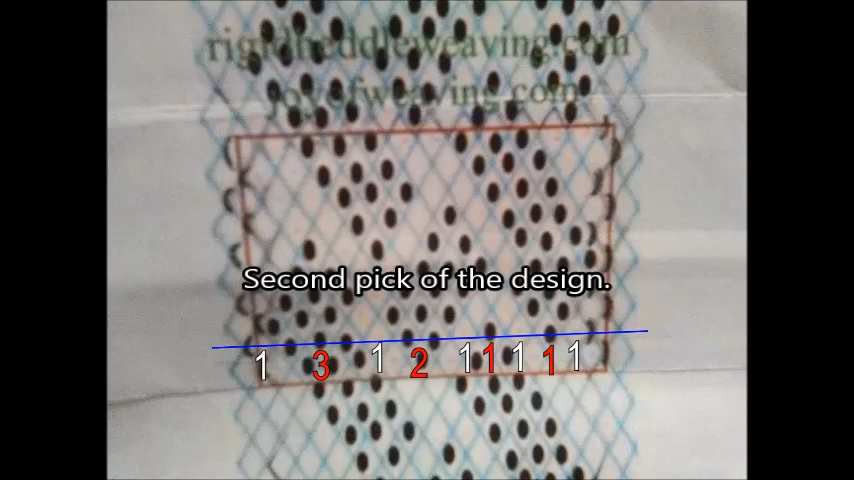 rigidheddleweaving.com
joyofweaving.com
Second pick of the design.
1 3 1 2 1 1 1 1 1